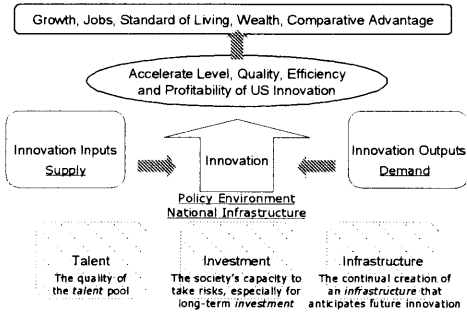 Growth, Jobs, Standard of Living, Wealth, Comparative Advantage
Accelerate Level, Quality, Efficiency
and Profitability of US Innovation
Innovation Inputs
Supply
Innovation
Innovation Outputs
Demand
Policy Environment
National Infrastructure
Talent
The quality of
the talent pool
Investment
The society's capacity to
take risks, especially for
long-term investment
Infrastructure
The continual creation of
an infrastructure that
anticipates future innovation